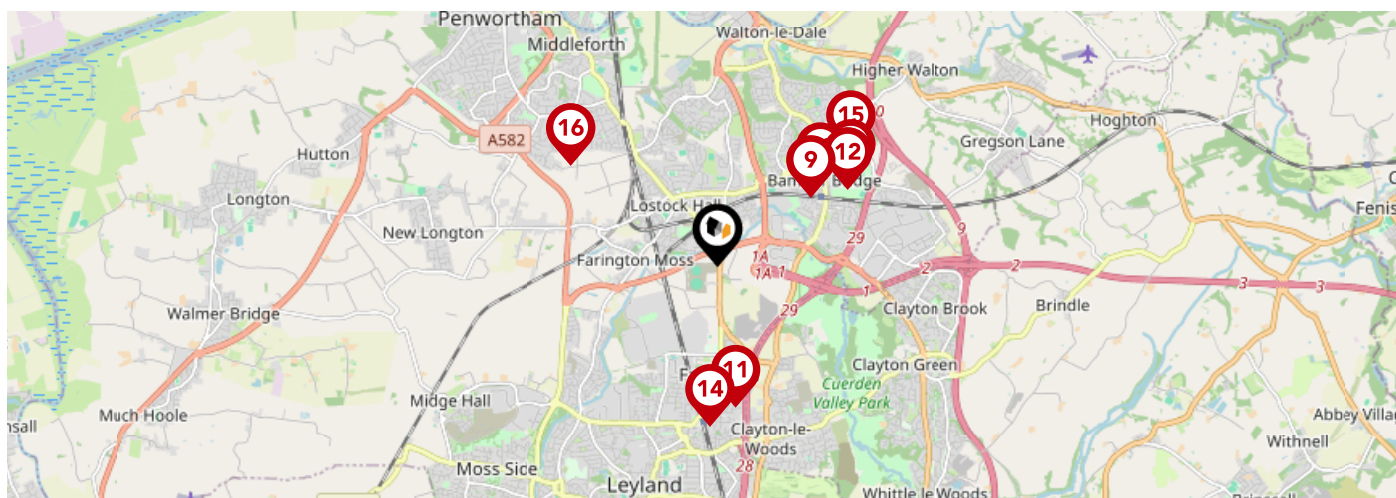 Penwortham
Walton-le-Dale
Middleforth
Higher Walton
15
0
Hoghton
16
A582
12
9
Gregson Lane
Hutton
Longton
Lostock
New Longton
9
29
Farington Moss
1A
1A
1
2
2
3
3
1
29
Clayton Brook
Brindle
Walmer Bridge
11
14
Clayton Green
Cuerden
Valley Park
Midge Hall
Much Hoole
Clayton-le-
Woods
Withnell
Abbey
28
Moss Side
Leyland
Whittle le Woods